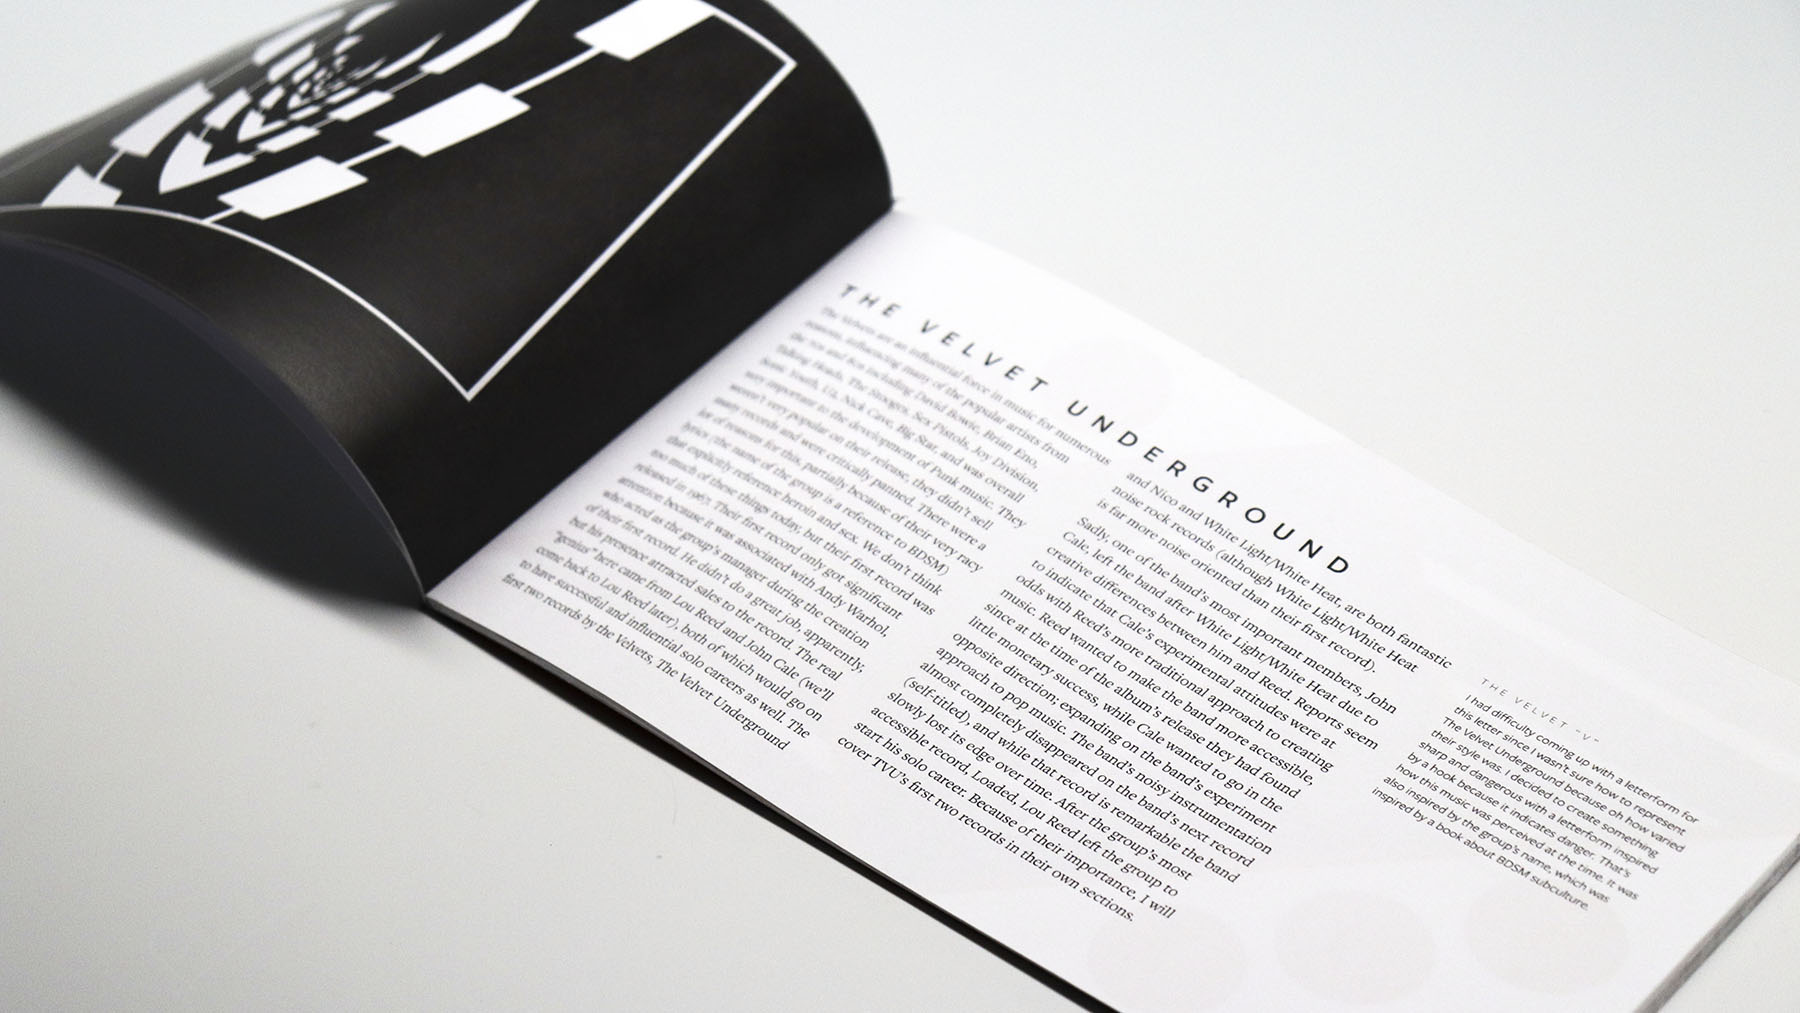 THE VELVET UNDERGROUND
The Velvets are an influential force in music for numerous
reasons, influencing many of the popular artists from
the 70s and 80s including David Bowie, Brian Eno,
Talking Heads, The Stooges, Sex Pistols, Joy Division,
Sonic Youth, U2, Nick Cave, Big Star, and was overall
very important to the development of Punk music. They
weren't very popular on their release, they didn't sell
many records and were critically panned. There were a
lot of reasons for this, partially because of their very racy
lyrics (the name of the group is a reference to BDSM)
that explicitly reference heroin and sex. We don't think
too much of these things today, but their first record was
released in 1967. Their first record only got significant
attention because it was associated with Andy Warhol,
who acted as the group's manager during the creation
of their first record. He didn't do a great job, apparently,
but his presence attracted sales to the record. The real
"genius" here came from Lou Reed and John Cale (we'll
come back to Lou Reed later), both of which would go on
to have successful and influential solo careers as well. The
first two records by the Velvets, The Velvet Underground
and Nico and White Light/White Heat, are both fantastic
noise rock records (although White Light/White Heat
is far more noise oriented than their first record).
Sadly, one of the band's most important members, John
Cale, left the band after White Light/White Heat due to
creative differences between him and Reed. Reports seem
to indicate that Cale's experimental attitudes were at
odds with Reed's more traditional approach to creating
music. Reed wanted to make the band more accessible,
since at the time of the album's release they had found
little monetary success, while Cale wanted to go in the
opposite direction; expanding on the band's experiment
approach to pop music. The band's noisy instrumentation
almost completely disappeared on the band's next record
(self-titled), and while that record is remarkable the band
slowly lost its edge over time. After the group's most
accessible record, Loaded, Lou Reed left the group to
start his solo career. Because of their importance, I will
cover TVU's first two records in their own sections.
THE VELVET "V"
I had difficulty coming up with a letterform for
this letter since I wasn't sure how to represent
The Velvet Underground because oh how varied
their style was. I decided to create something
sharp and dangerous with a letterform inspired
by a hook because it indicates danger. That's
how this music was perceived at the time. It was
also inspired by the group's name, which was
inspired by a book about BDSM subculture.